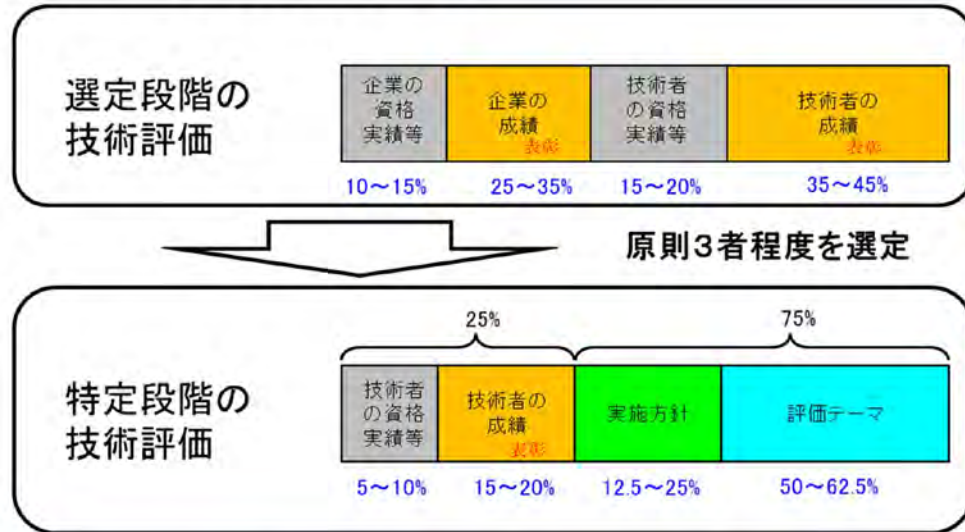 選定段階の
技術評価
企業の
資格
実績等
企業の
成績
表彰
技術者
の資格
実績等
技術者の
成績
表彰
10～15%
25～35%
15～20%
35～45%
原則3者程度を選定
25%
75%
特定段階の
技術評価
技術者
の資格
実績等
技術者の
成績
表彰
実施方針
評価テーマ
5～10%
15～20%
12.5～25%
50～62.5%